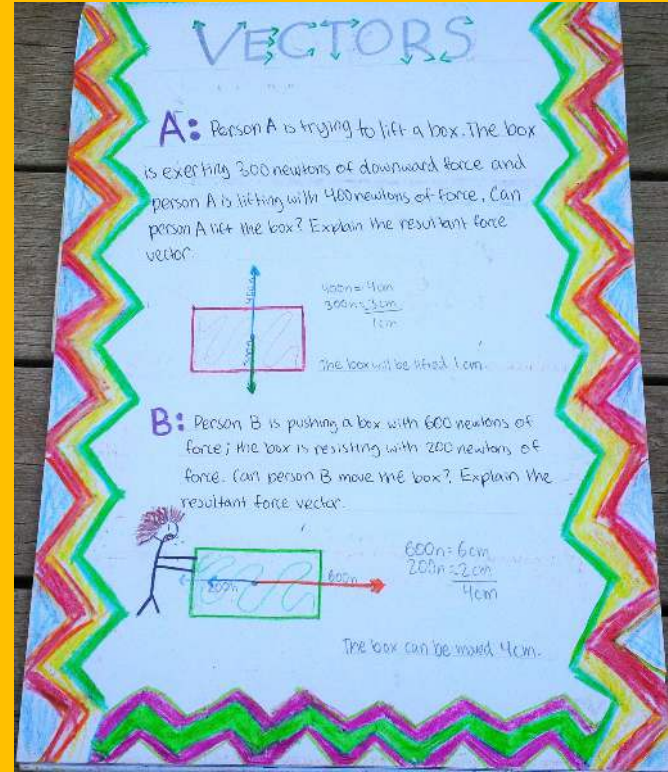 VECTORS
A: Person A is trying to lift a box. The box
is exerting 300 newtons of downward force and
person A is lifting with 400 newtons of force. Can
person A lift the box? Explain the resultant force
vector.
400n
300n
400n = 4cm
300n = 3cm
1cm
The box will be lifted 1cm.
B: Person B is pushing a box with 600 newtons of
force; the box is resisting with 200 newtons of
force. Can person B move the box? Explain the
resultant force vector.
200n
600n
600n = 6cm
200n = 2cm
4cm
The box can be moved 4cm.